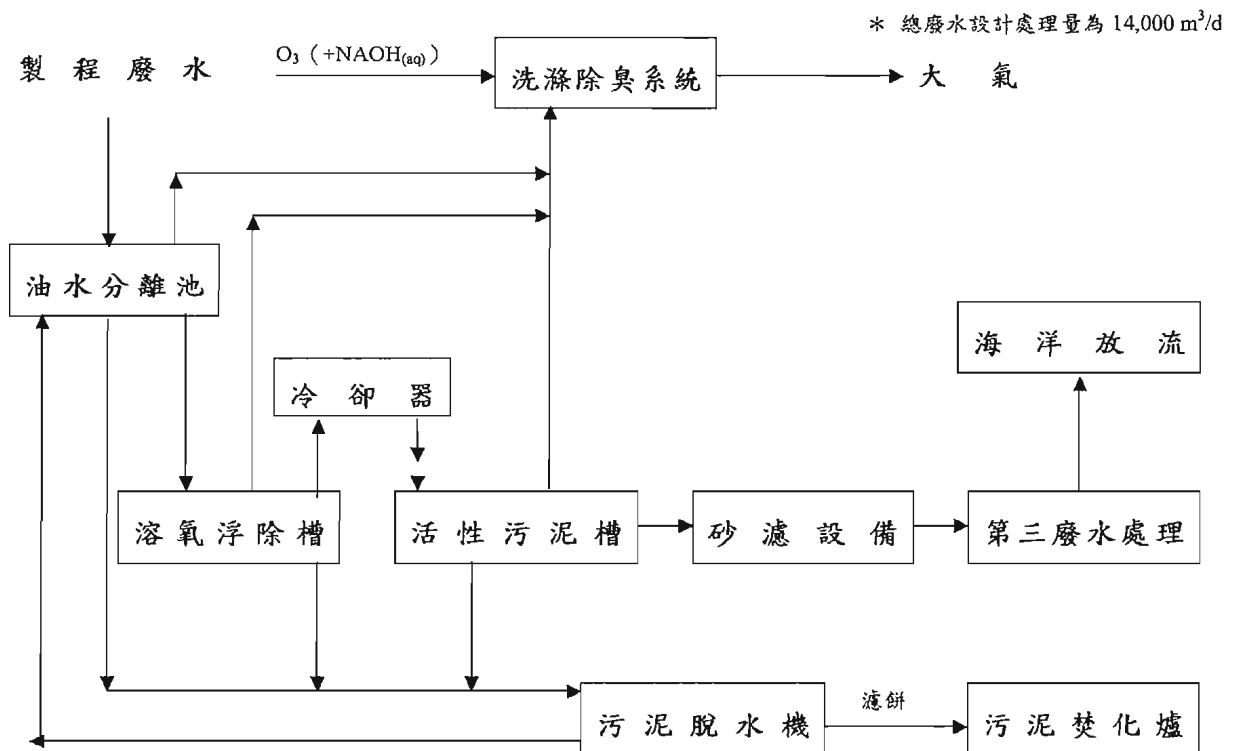 * 總廢水設計處理量為 14,000 m³/d
製程廢水
O₃（+NAOH₍aq₎）
洗滌除臭系統
大氣
油水分離池
海洋放流
冷卻器
溶氧浮除槽
活性污泥槽
砂濾設備
第三廢水處理
污泥脫水機
濾餅
污泥焚化爐